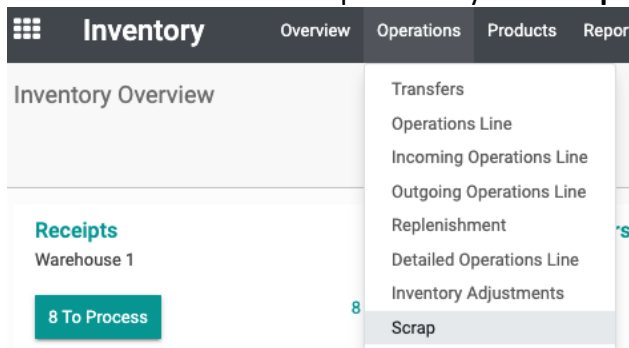 Inventory Overview Operations Products Repor
Inventory Overview
Transfers
Operations Line
Incoming Operations Line
Outgoing Operations Line
Replenishment
Detailed Operations Line
Inventory Adjustments
Scrap
Receipts
Warehouse 1
8 To Process
8